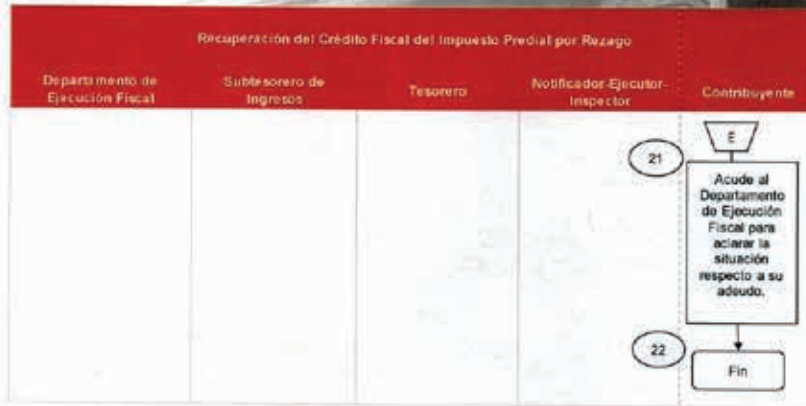 Recuperación del Crédito Fiscal del Impuesto Predial por Rezago
Departamento de
Ejecución Fiscal
Subtesorero de
Ingresos
Tesorero
Notificador-Ejecutor-
Inspector
Contribuyente
E
21
Acude al
Departamento
de Ejecución
Fiscal para
aclarar la
situación
respecto a su
adeudo.
22
Fin